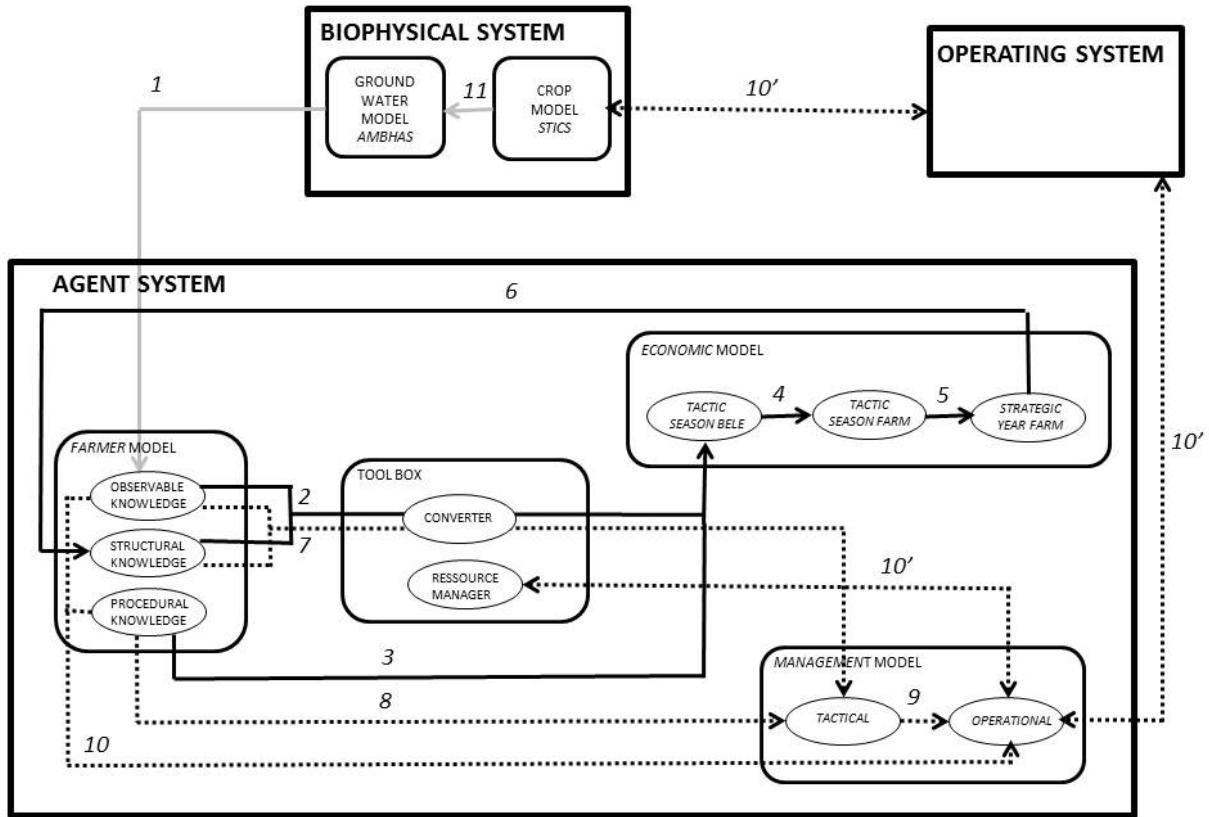 BIOPHYSICAL SYSTEM
GROUND
WATER
MODEL
AMBHAS
11
CROP
MODEL
STICS
10’
OPERATING SYSTEM
1
AGENT SYSTEM
6
ECONOMIC MODEL
TACTIC
SEASON BELE
4
TACTIC
SEASON FARM
5
STRATEGIC
YEAR FARM
10’
FARMER MODEL
OBSERVABLE
KNOWLEDGE
2
STRUCTURAL
KNOWLEDGE
7
PROCEDURAL
KNOWLEDGE
TOOL BOX
CONVERTER
RESSOURCE
MANAGER
10’
3
8
10
MANAGEMENT MODEL
TACTICAL
9
OPERATIONAL